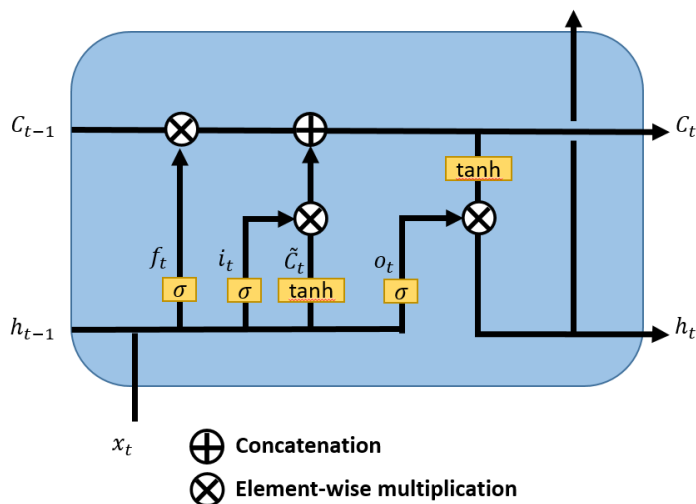 C_{t−1}
C_t
tanh
f_t
i_t
C̃_t
o_t
σ
σ
tanh
σ
h_{t−1}
h_t
x_t
Concatenation
Element-wise multiplication